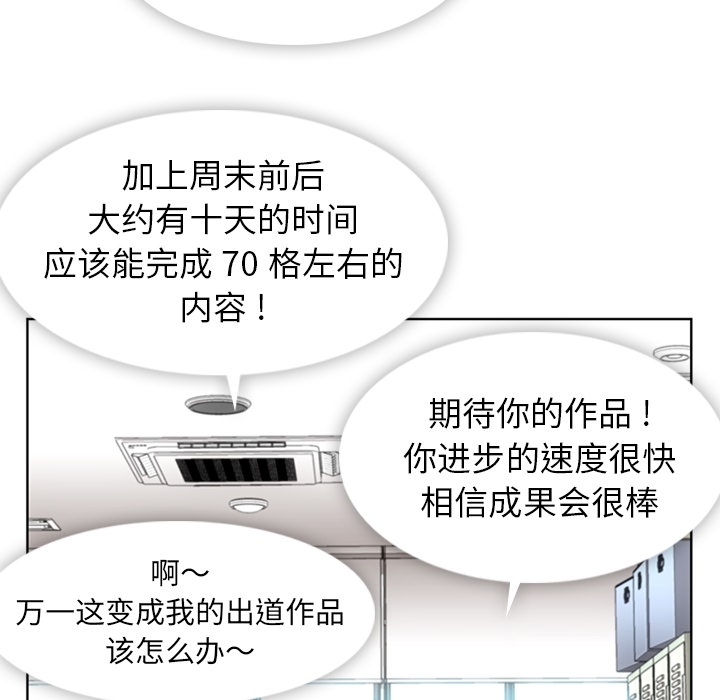 加上周末前后
大约有十天的时间
应该能完成 70 格左右的
内容！
期待你的作品！
你进步的速度很快
相信成果会很棒
啊～
万一这变成我的出道作品
该怎么办～